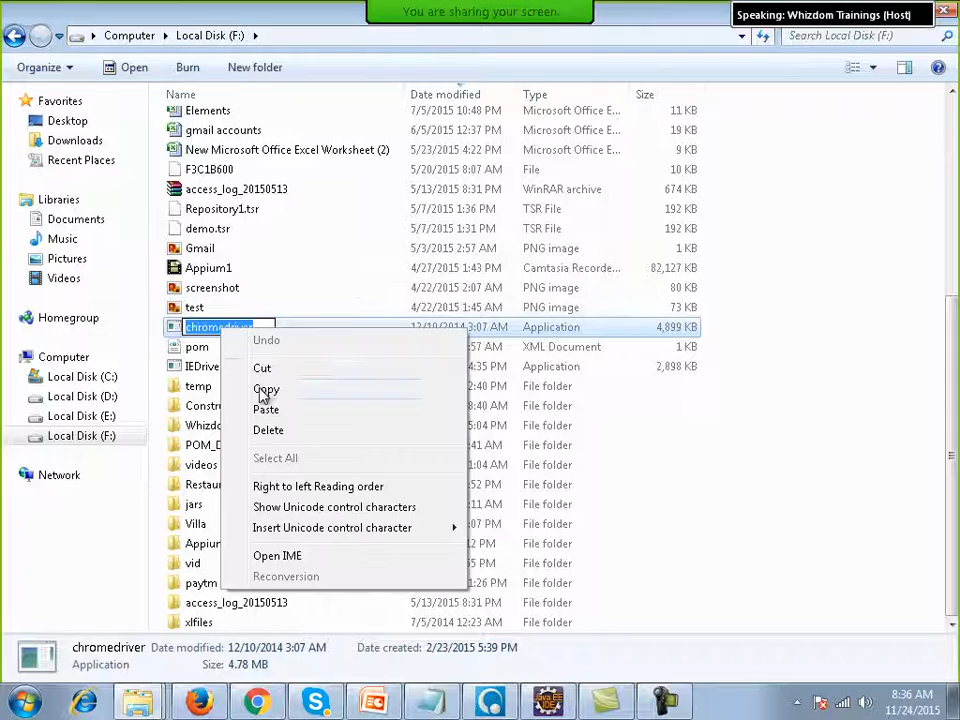 You are sharing your screen.
Speaking: Whizdom Trainings (Host)
Computer
Local Disk (F:)
Search Local Disk (F:)
Organize
Open
Burn
New folder
Name Date modified Type Size
Elements 7/5/2015 10:48 PM Microsoft Office E... 11 KB
gmail accounts 6/5/2015 12:37 PM Microsoft Office E... 19 KB
New Microsoft Office Excel Worksheet (2) 5/23/2015 4:22 PM Microsoft Office E... 9 KB
F3C1B600 5/20/2015 8:07 AM File 10 KB
access_log_20150513 5/13/2015 8:31 PM WinRAR archive 674 KB
Repository1.tsr 5/7/2015 1:36 PM TSR File 192 KB
demo.tsr 5/7/2015 1:31 PM TSR File 192 KB
Gmail 5/3/2015 2:57 AM PNG image 1 KB
Appium1 4/27/2015 1:43 PM Camtasia Recorde... 82,127 KB
screenshot 4/22/2015 2:07 AM PNG image 80 KB
test 4/22/2015 1:45 AM PNG image 73 KB
chromedriver 12/10/2014 3:07 AM Application 4,899 KB
pom XML Document 1 KB
IEDrive 4:35 PM Application 2,898 KB
temp 2:40 PM File folder
Constr 8:40 AM File folder
Whizdo 5:04 AM File folder
POM_D File folder
videos 1:04 AM File folder
Restaur File folder
jars :11 AM File folder
Villa :07 PM File folder
Appiun File folder
vid File folder
paytm 1:26 PM File folder
access_log_20150513 5/13/2015 8:31 PM File folder
xlfiles 7/5/2014 12:23 AM File folder
Favorites
Desktop
Downloads
Recent Places
Libraries
Documents
Music
Pictures
Videos
Homegroup
Computer
Local Disk (C:)
Local Disk (D:)
Local Disk (E:)
Local Disk (F:)
Network
Undo
Cut
Copy
Paste
Delete
Select All
Right to left Reading order
Show Unicode control characters
Insert Unicode control character
Open IME
Reconversion
chromedriver Date modified: 12/10/2014 3:07 AM Date created: 2/23/2015 5:39 PM
Application Size: 4.78 MB
8:36 AM
11/24/2015